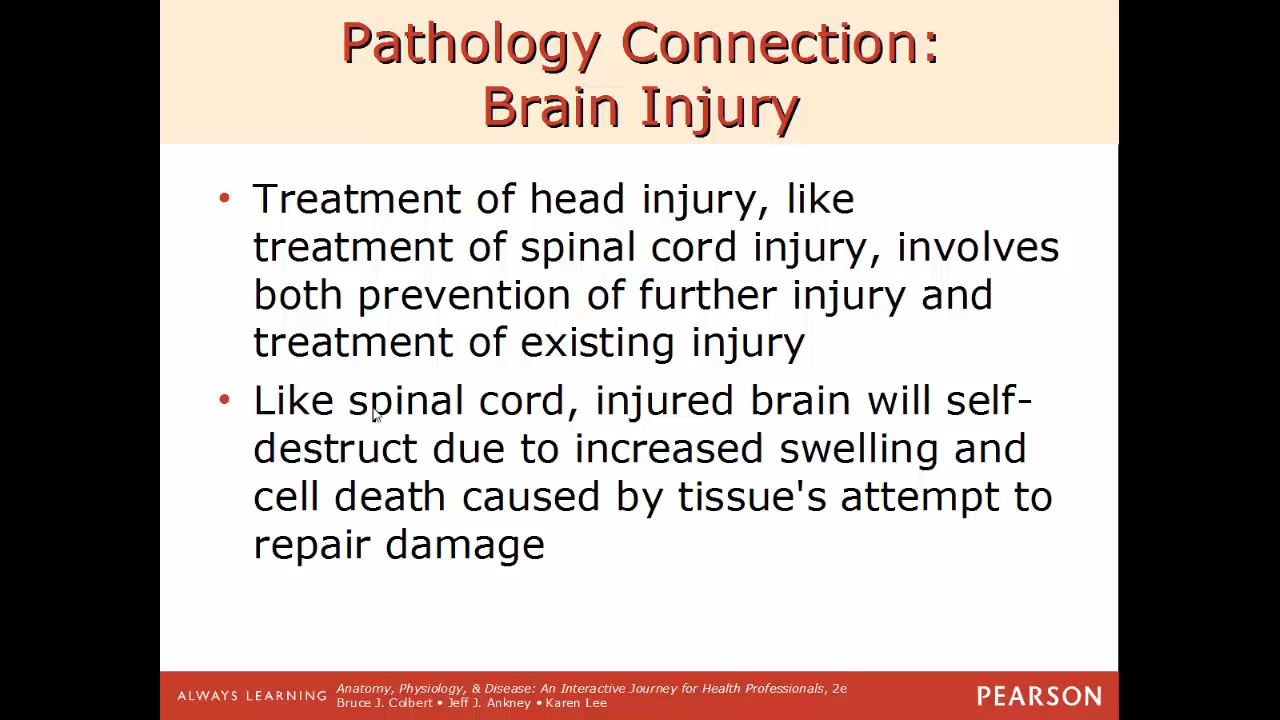 Pathology Connection:
Brain Injury
• Treatment of head injury, like
treatment of spinal cord injury, involves
both prevention of further injury and
treatment of existing injury
• Like spinal cord, injured brain will self-
destruct due to increased swelling and
cell death caused by tissue's attempt to
repair damage
ALWAYS LEARNING
Anatomy, Physiology, & Disease: An Interactive Journey for Health Professionals, 2e
Bruce J. Colbert • Jeff J. Ankney • Karen Lee
PEARSON